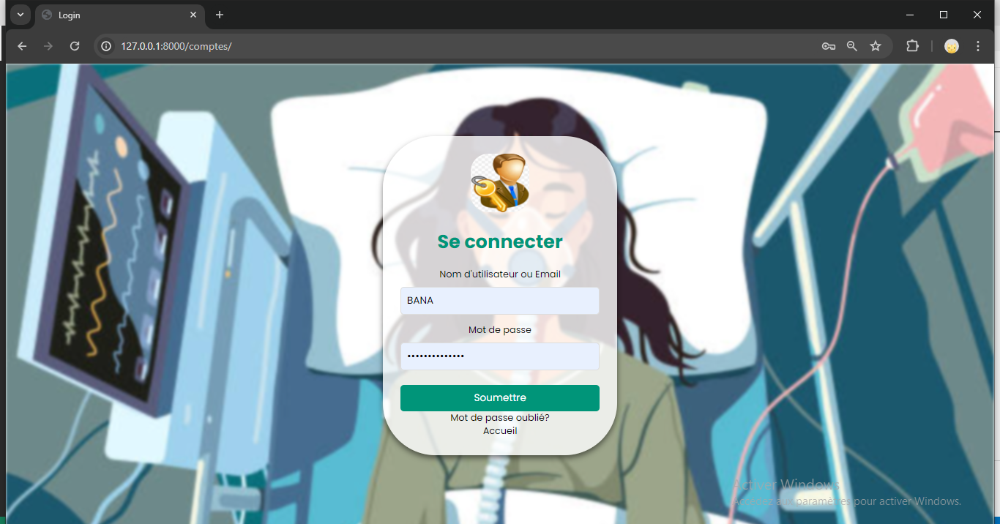 Login
127.0.0.1:8000/comptes/
Se connecter
Nom d'utilisateur ou Email
BANA
Mot de passe
••••••••••••••
Soumettre
Mot de passe oublié?
Accueil
Activer Windows
Accédez aux paramètres pour activer Windows.